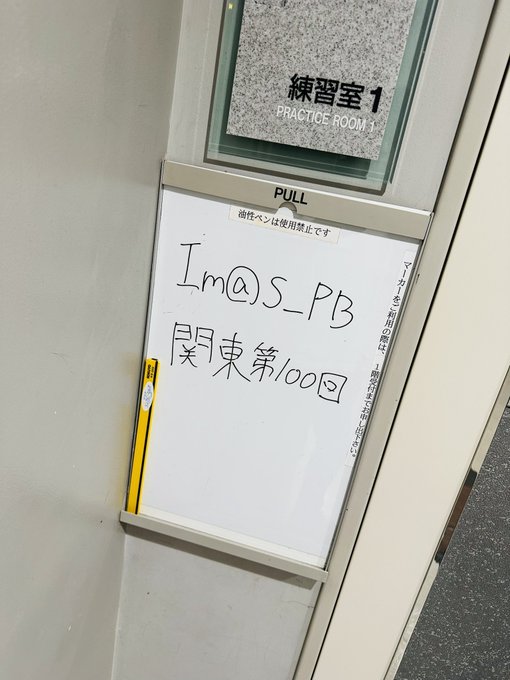 練習室1
PRACTICE ROOM 1
PULL
油性ペンは使用禁止です
Im@S_PB
関東第100回
マーカーをご利用の際は、1階受付までお申し出下さい。